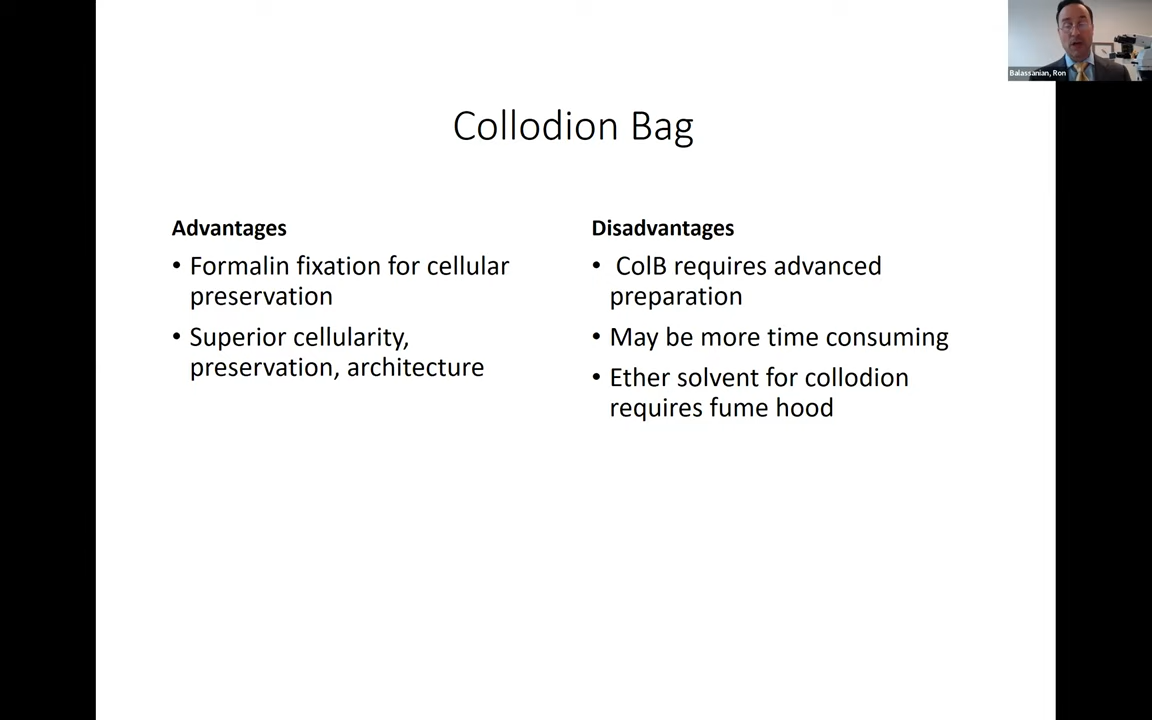 Balassanian, Ron
Collodion Bag
Advantages
• Formalin fixation for cellular
preservation
• Superior cellularity,
preservation, architecture
Disadvantages
• ColB requires advanced
preparation
• May be more time consuming
• Ether solvent for collodion
requires fume hood